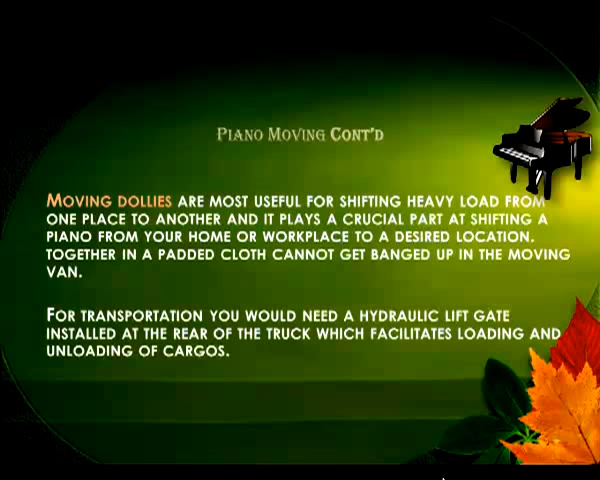 Piano Moving Cont'd
Moving dollies are most useful for shifting heavy load from
one place to another and it plays a crucial part at shifting a
piano from your home or workplace to a desired location.
together in a padded cloth cannot get banged up in the moving
van.
For transportation you would need a hydraulic lift gate
installed at the rear of the truck which facilitates loading and
unloading of cargos.